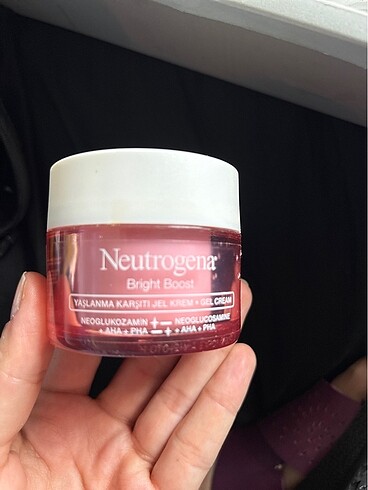 Neutrogena®
Bright Boost
YAŞLANMA KARŞITI JEL KREM • GEL CREAM
NEOGLUKOZAMİN NEOGLUCOSAMINE
+ AHA + PHA + AHA + PHA